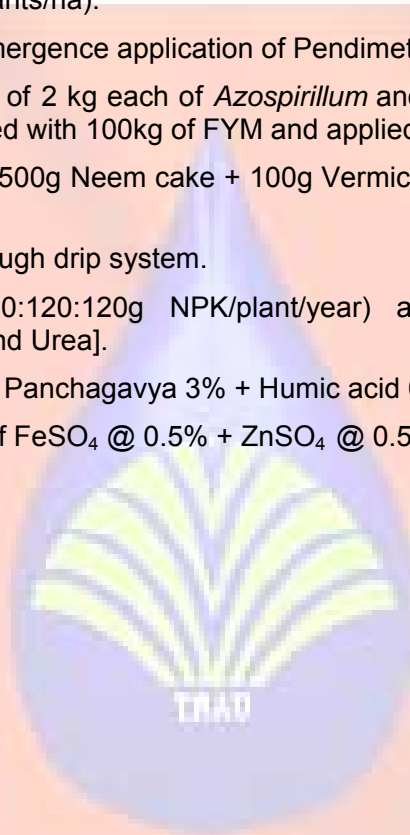 ants/ha).
mergence application of Pendimet
of 2 kg each of Azospirillum and
ed with 100kg of FYM and applied
500g Neem cake + 100g Vermic
ugh drip system.
0:120:120g NPK/plant/year) a
nd Urea].
Panchagavya 3% + Humic acid
f FeSO₄ @ 0.5% + ZnSO₄ @ 0.5
TNAU